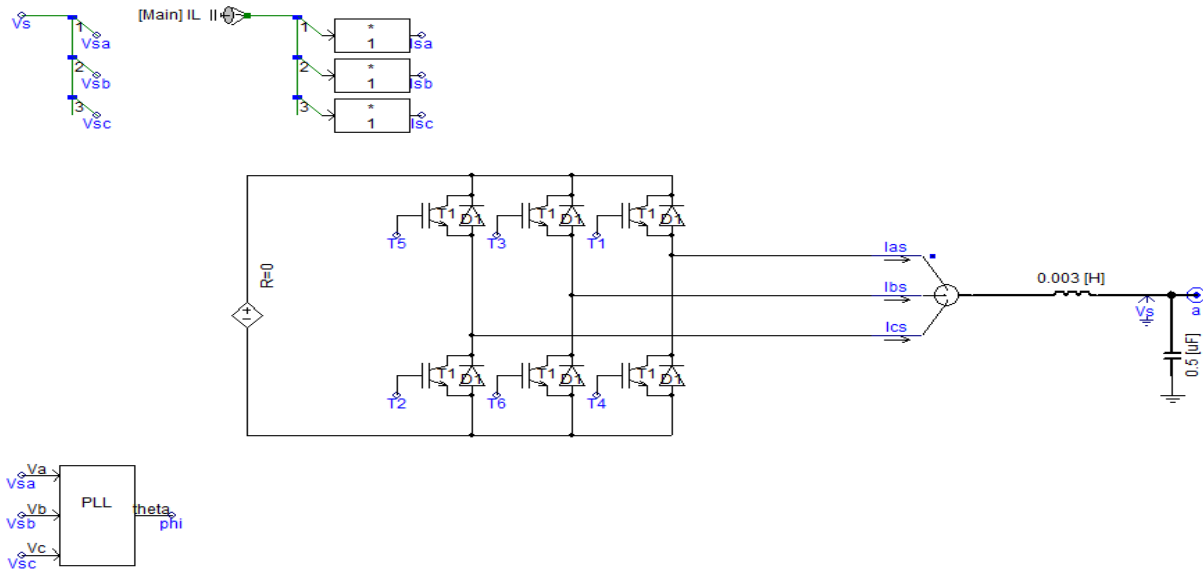 Vs
1
Vsa
2
Vsb
3
Vsc
[Main] IL
1
*
1
Isa
2
*
1
Isb
3
*
1
Isc
R=0
T1
D1
T5
T1
D1
T3
T1
D1
T1
Ias
Ibs
Ics
0.003 [H]
Vs
a
0.5 [uF]
T1
D1
T2
T1
D1
T6
T1
D1
T4
Va
Vsa
Vb
Vsb
Vc
Vsc
PLL
theta
phi